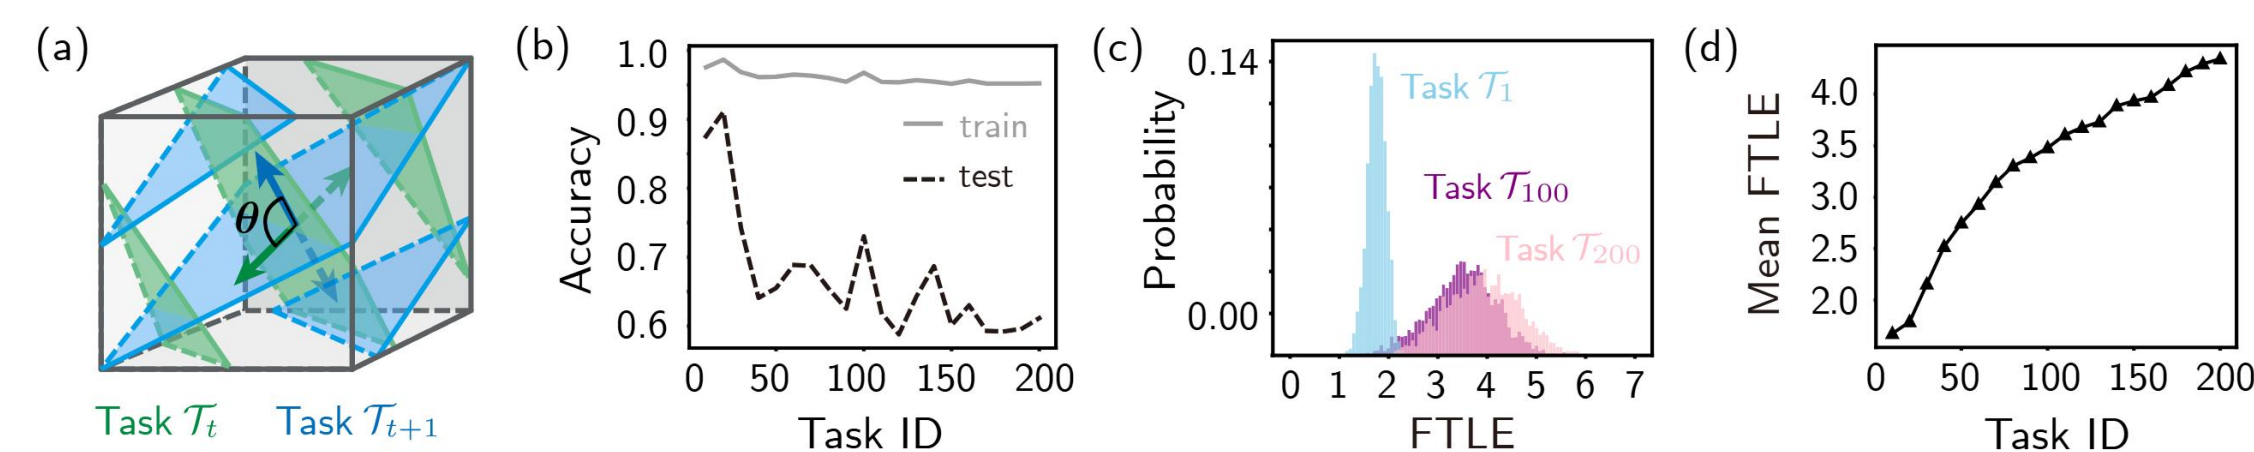 (a)
θ
Task 𝒯t
Task 𝒯t+1
(b)
Accuracy
1.0
0.9
0.8
0.7
0.6
train
test
0 50 100 150 200
Task ID
(c)
Probability
0.14
0.00
Task 𝒯1
Task 𝒯100
Task 𝒯200
0 1 2 3 4 5 6 7
FTLE
(d)
Mean FTLE
4.0
3.5
3.0
2.5
2.0
0 50 100 150 200
Task ID